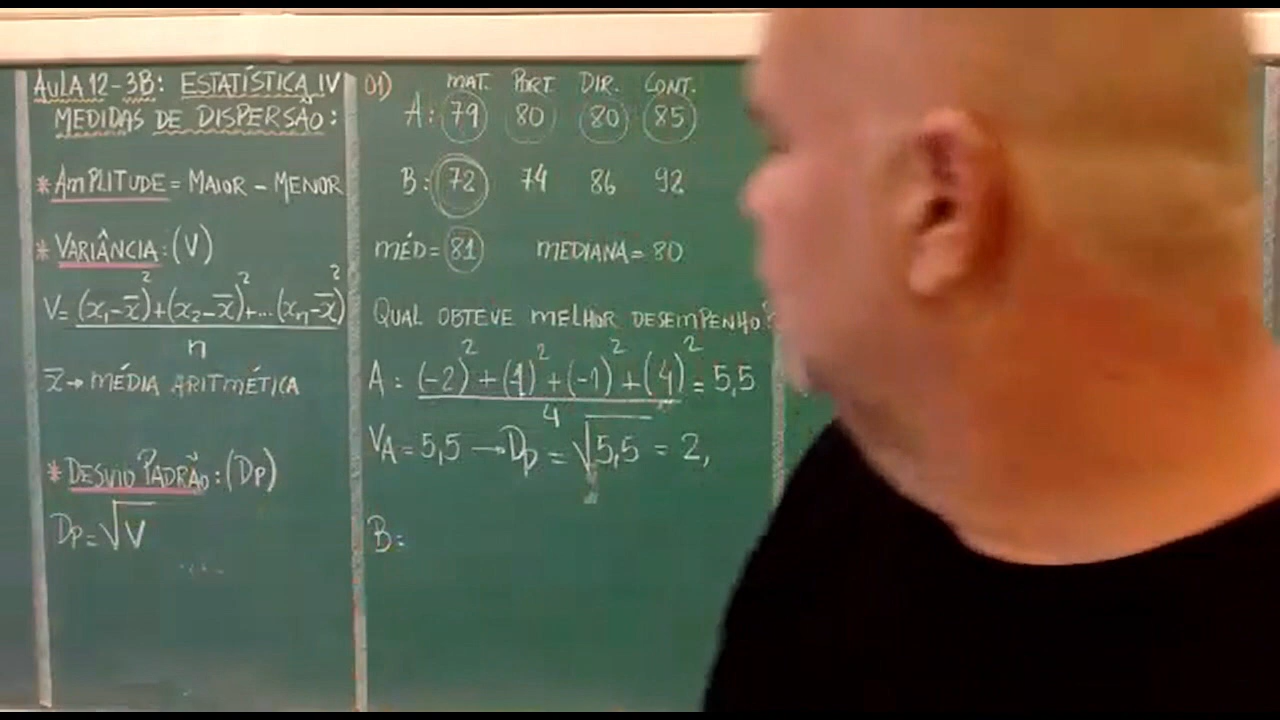 AULA 12-3B: ESTATÍSTICA IV
MEDIDAS DE DISPERSÃO:
* AMPLITUDE = MAIOR - MENOR
* VARIÂNCIA: (V)
V = (x₁-x̅)²+(x₂-x̅)²+...(xₙ-x̅)²
n
x̅→ MÉDIA ARITMÉTICA
* DESVIO PADRÃO: (DP)
DP = √V
01) MAT. PORT. DIR. CONT.
A: 79 80 80 85
B: 72 74 86 92
MÉD = 81 MEDIANA = 80
QUAL OBTEVE MELHOR DESEMPENHO?
A: (-2)²+(-1)²+(-1)²+(4)² = 5,5
4
VA = 5,5 → DP = √5,5 = 2,
B: